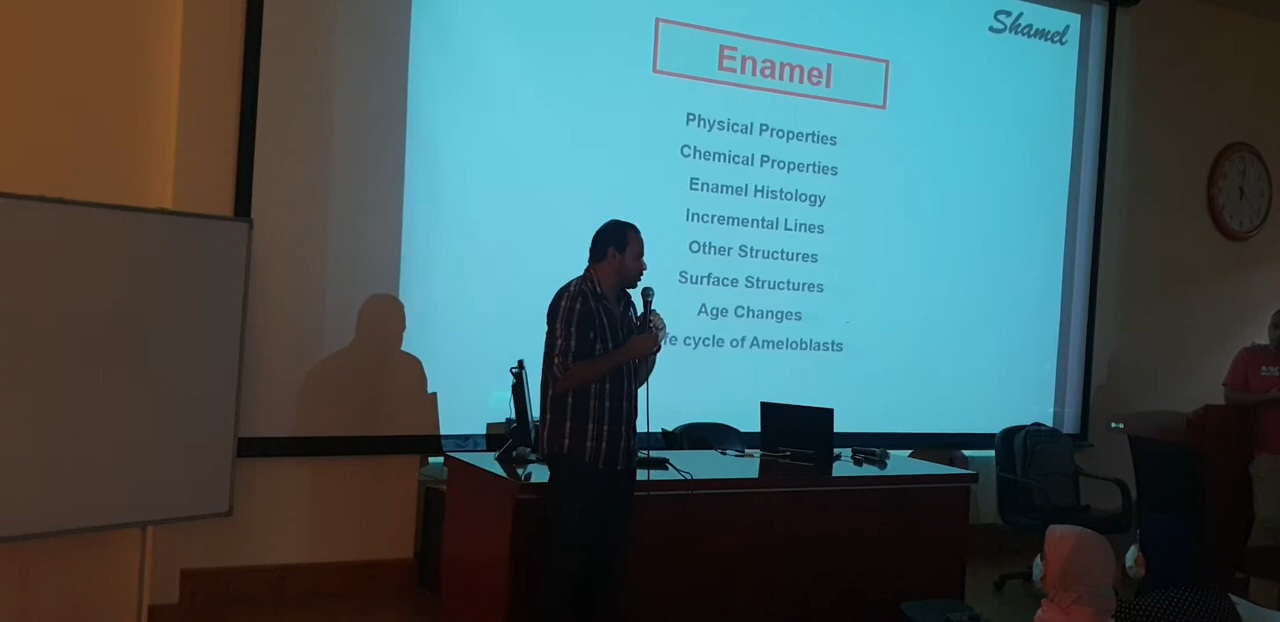 Shamel
Enamel
Physical Properties
Chemical Properties
Enamel Histology
Incremental Lines
Other Structures
Surface Structures
Age Changes
fe cycle of Ameloblasts